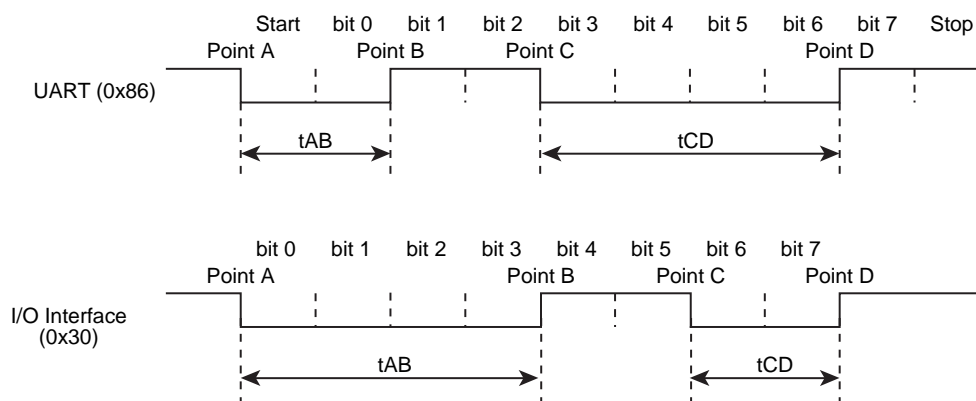 Start bit 0 bit 1 bit 2 bit 3 bit 4 bit 5 bit 6 bit 7 Stop
Point A Point B Point C Point D
UART (0x86)
tAB tCD
bit 0 bit 1 bit 2 bit 3 bit 4 bit 5 bit 6 bit 7
Point A Point B Point C Point D
I/O Interface
(0x30)
tAB tCD